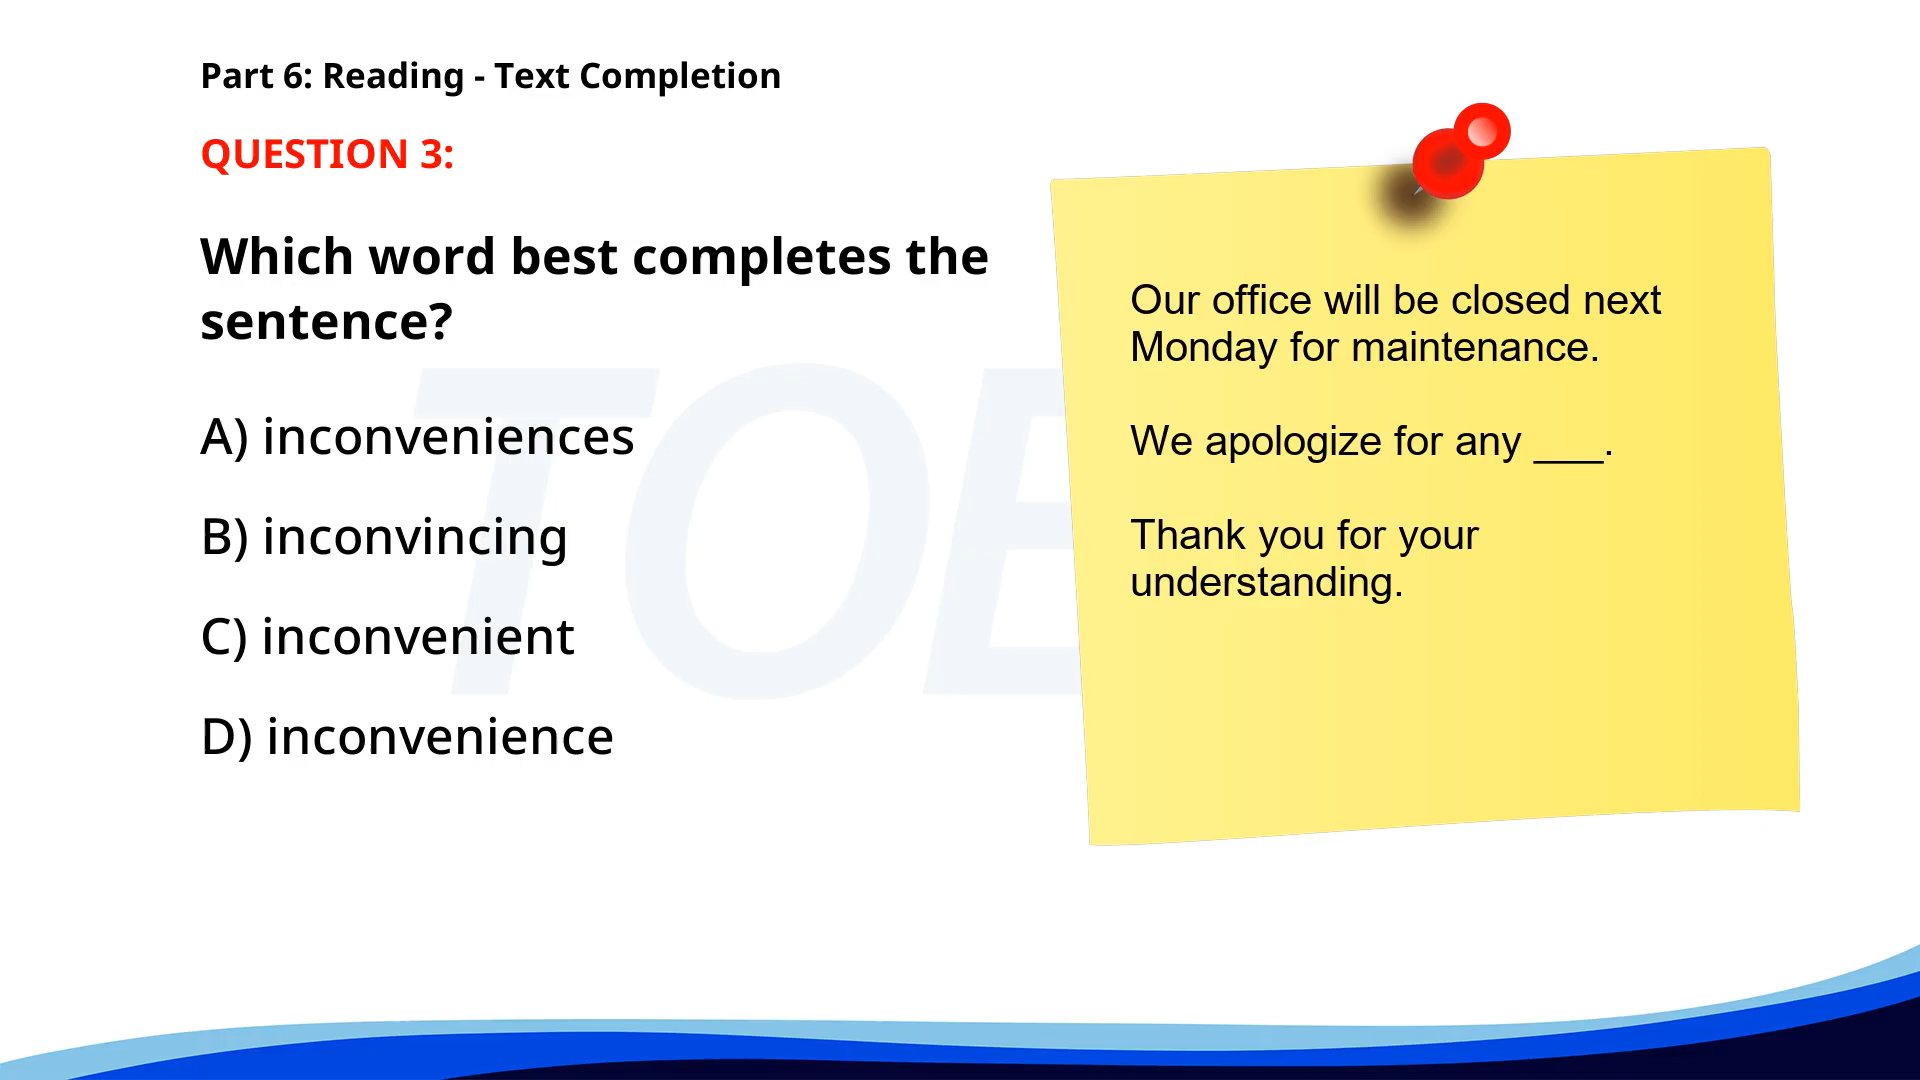 Part 6: Reading - Text Completion
QUESTION 3:
Which word best completes the
sentence?
A) inconveniences
B) inconvincing
C) inconvenient
D) inconvenience
Our office will be closed next
Monday for maintenance.
We apologize for any ___.
Thank you for your
understanding.
TOE